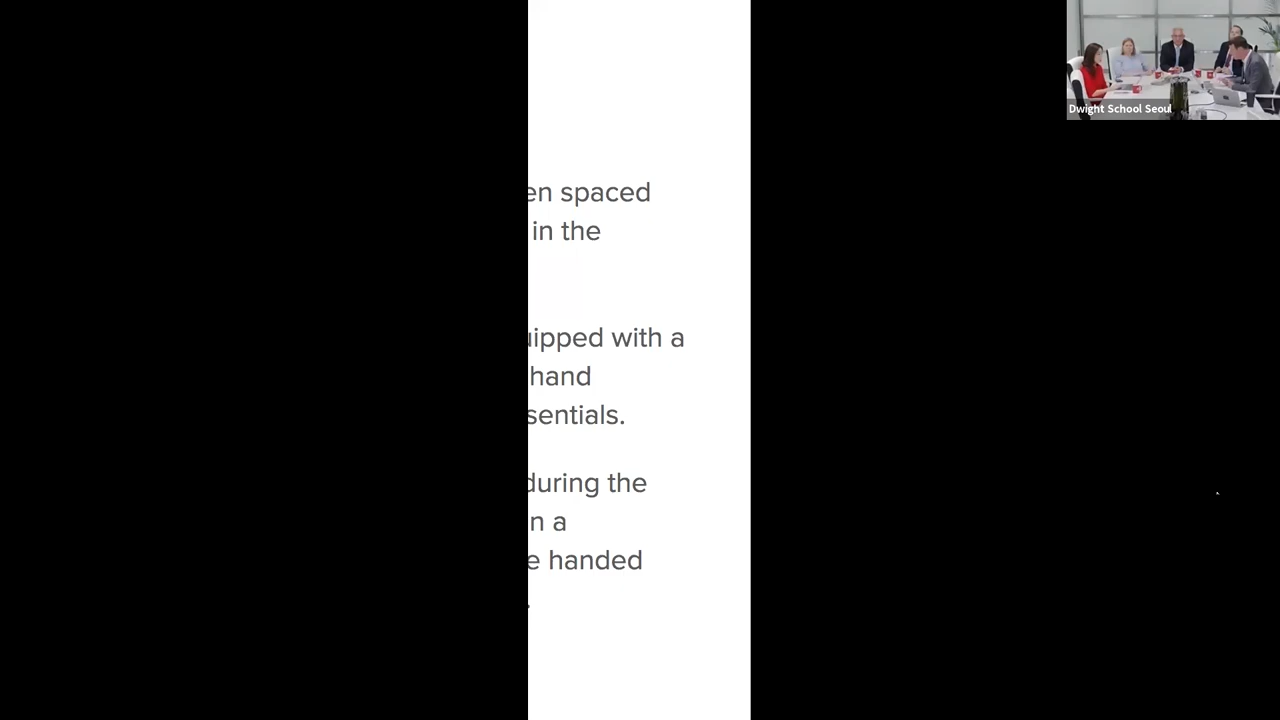 en spaced
in the
uipped with a
hand
sentials.
during the
n a
e handed
.
Dwight School Seoul